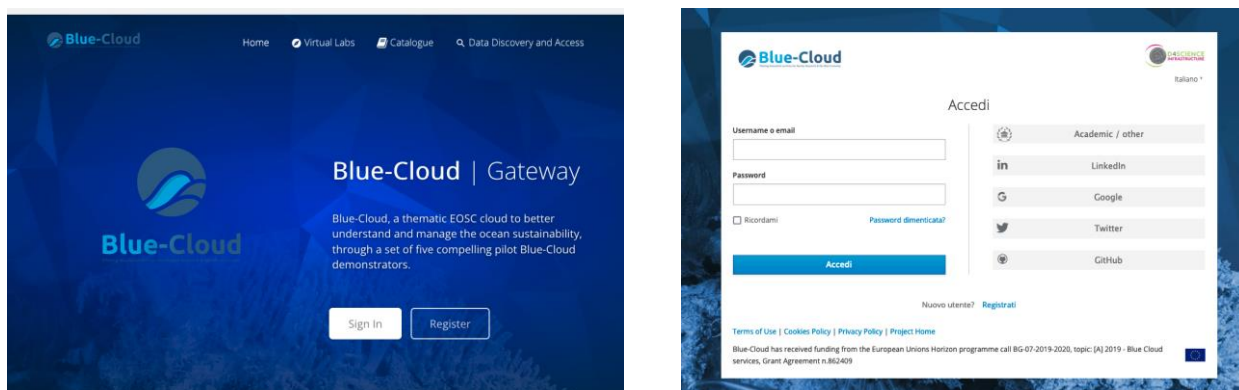 Blue-Cloud
Home Virtual Labs Catalogue Data Discovery and Access
Blue-Cloud
Blue-Cloud | Gateway
Blue-Cloud, a thematic EOSC cloud to better
understand and manage the ocean sustainability,
through a set of five compelling pilot Blue-Cloud
demonstrators.
Sign In Register
Blue-Cloud
D4SCIENCE
INFRASTRUCTURE
Italiano
Accedi
Username o email
Password
Ricordami Password dimenticata?
Accedi
Academic / other
LinkedIn
Google
Twitter
GitHub
Nuovo utente? Registrati
Terms of Use | Cookies Policy | Privacy Policy | Project Home
Blue-Cloud has received funding from the European Unions Horizon programme call BG-07-2019-2020, topic: [A] 2019 - Blue Cloud
services, Grant Agreement n.862409